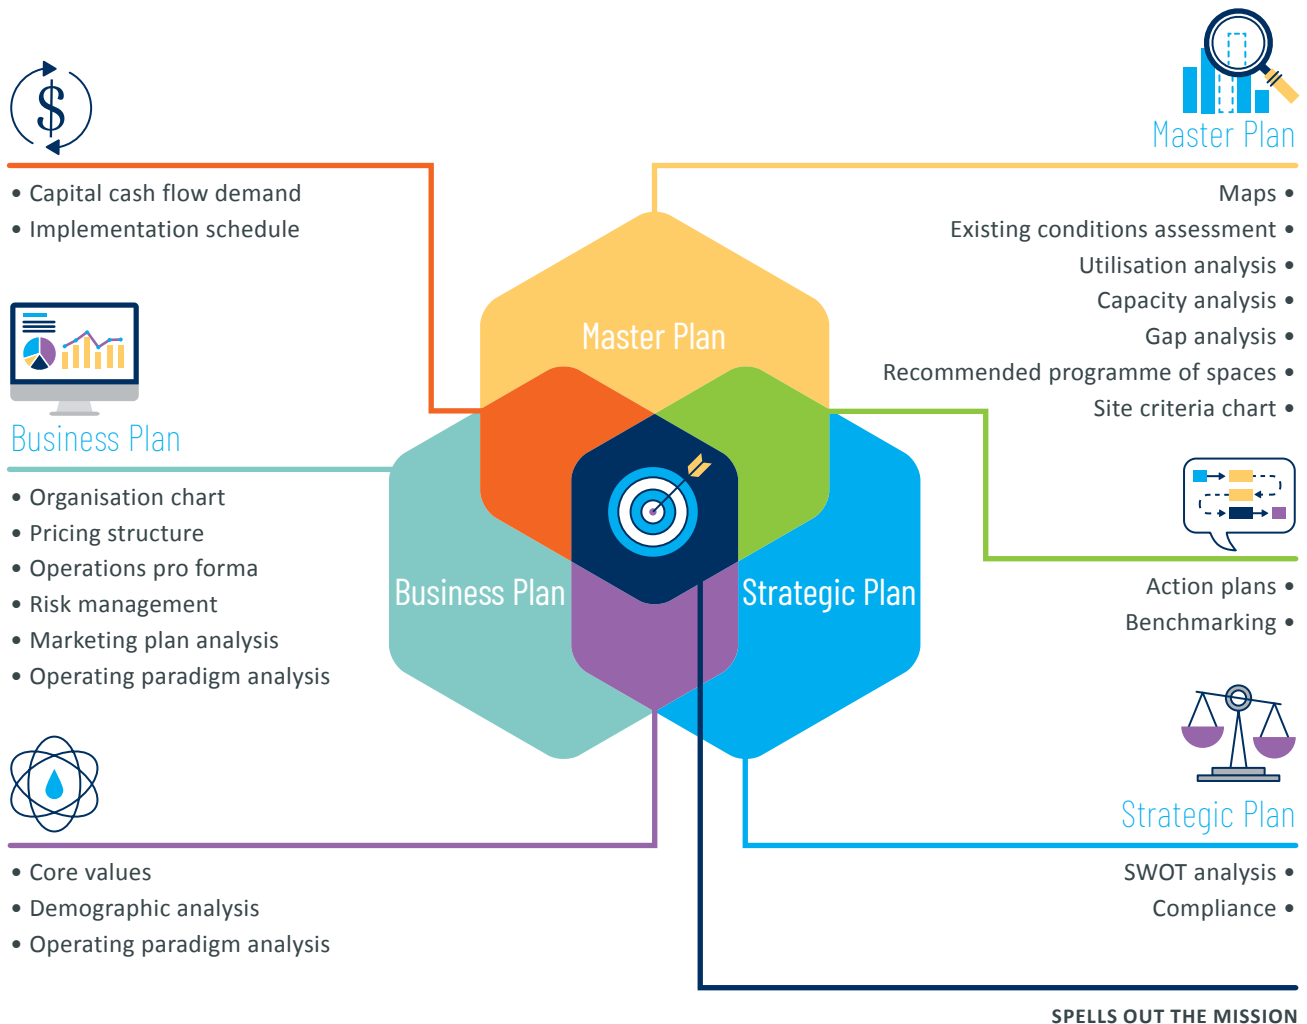 $
• Capital cash flow demand
• Implementation schedule
Business Plan
• Organisation chart
• Pricing structure
• Operations pro forma
• Risk management
• Marketing plan analysis
• Operating paradigm analysis
• Core values
• Demographic analysis
• Operating paradigm analysis
Master Plan
Business Plan
Strategic Plan
Master Plan
Maps •
Existing conditions assessment •
Utilisation analysis •
Capacity analysis •
Gap analysis •
Recommended programme of spaces •
Site criteria chart •
Action plans •
Benchmarking •
Strategic Plan
SWOT analysis •
Compliance •
SPELLS OUT THE MISSION